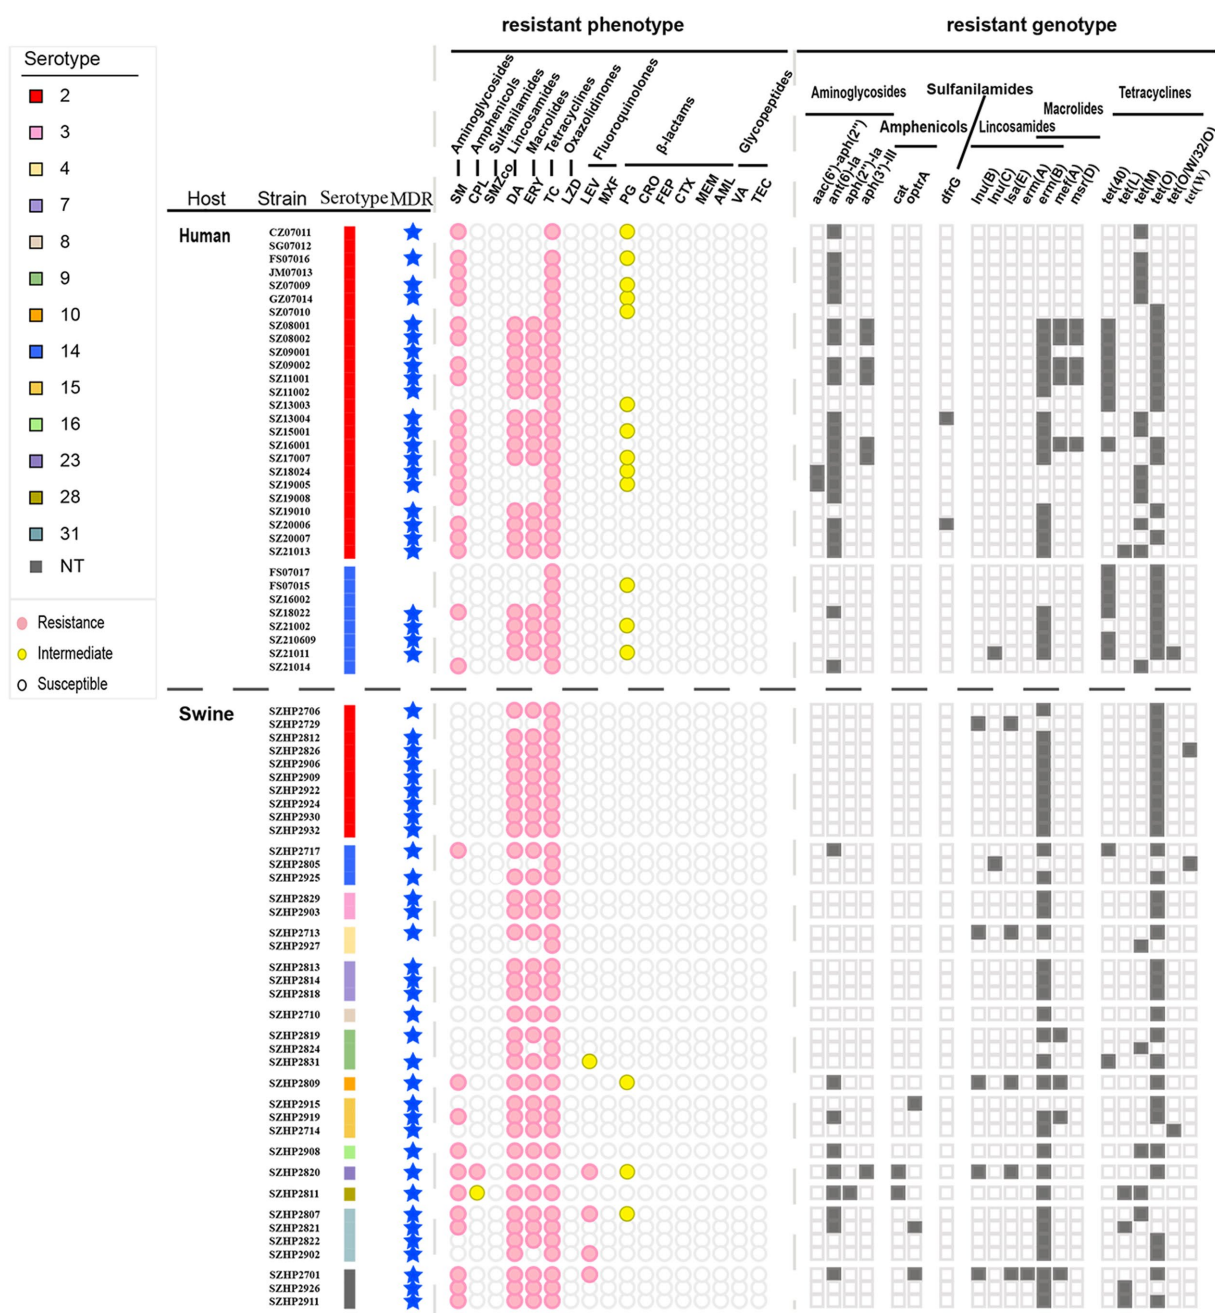 resistant phenotype
resistant genotype
Serotype
2
3
4
7
8
9
10
14
15
16
23
28
31
NT
Resistance
Intermediate
Susceptible
Aminoglycosides
Amphenicols
Sulfanilamides
Lincosamides
Macrolides
Tetracyclines
Oxazolidinones
Fluoroquinolones
β-lactams
Glycopeptides
Aminoglycosides
Amphenicols
Sulfanilamides
Lincosamides
Macrolides
Tetracyclines
Host Strain Serotype MDR
SM
CPL
SMZco
DA
ERY
TC
LZD
LEV
MXF
PG
CRO
FEP
CTX
MEM
AML
VA
TEC
aac(6')-aph(2'')
ant(6)-Ia
aph(2'')-Ia
aph(3')-III
cat
optrA
dfrG
lnu(B)
lnu(C)
lsa(E)
erm(A)
erm(B)
mef(A)
msr(D)
tet(40)
tet(L)
tet(M)
tet(O)
tet(O/W/32/O)
tet(W)
Human
CZ07011
SG07012
FS07016
JM07013
SZ07009
GZ07014
SZ07010
SZ08001
SZ08002
SZ09001
SZ09002
SZ11001
SZ11002
SZ13003
SZ13004
SZ15001
SZ16001
SZ17007
SZ18024
SZ19005
SZ19008
SZ19010
SZ20006
SZ20007
SZ21013
FS07017
FS07015
SZ16002
SZ18022
SZ21002
SZ210609
SZ21011
SZ21014
Swine
SZHP2706
SZHP2729
SZHP2812
SZHP2826
SZHP2906
SZHP2909
SZHP2922
SZHP2924
SZHP2930
SZHP2932
SZHP2717
SZHP2805
SZHP2925
SZHP2829
SZHP2903
SZHP2713
SZHP2927
SZHP2813
SZHP2814
SZHP2818
SZHP2710
SZHP2819
SZHP2824
SZHP2831
SZHP2809
SZHP2915
SZHP2919
SZHP2714
SZHP2908
SZHP2820
SZHP2811
SZHP2807
SZHP2821
SZHP2822
SZHP2902
SZHP2701
SZHP2926
SZHP2911